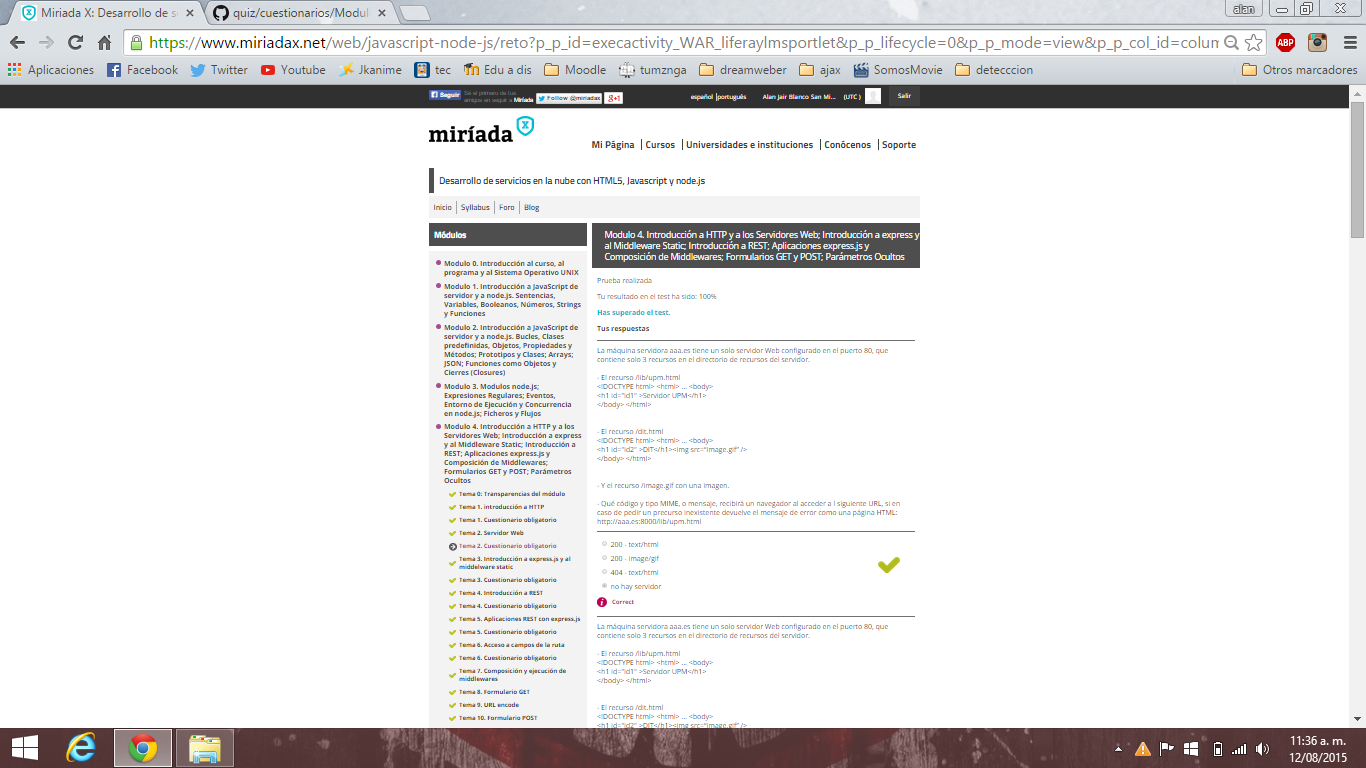 Miriada X: Desarrollo de s
quiz/cuestionarios/Modul
alan
https://www.miriadax.net/web/javascript-node-js/reto?p_p_id=execactivity_WAR_liferaylmsportlet&p_p_lifecycle=0&p_p_mode=view&p_p_col_id=colum
Aplicaciones
Facebook
Twitter
Youtube
Jkanime
tec
Edu a dis
Moodle
tumznga
dreamweber
ajax
SomosMovie
detecccion
Otros marcadores
ABP
Seguir
Sé el primero de tus
amigos en seguir a Miríada
Follow @miriadax
g+1
español |portugués
Alan Jair Blanco San Mi...
(UTC )
Salir
miríada X
Mi Página | Cursos | Universidades e instituciones | Conócenos | Soporte
Desarrollo de servicios en la nube con HTML5, Javascript y node.js
Inicio | Syllabus | Foro | Blog
Módulos
Modulo 0. Introducción al curso, al
programa y al Sistema Operativo UNIX
Modulo 1. Introducción a JavaScript de
servidor y a node.js. Sentencias,
Variables, Booleanos, Números, Strings
y Funciones
Modulo 2. Introducción a JavaScript de
servidor y a node.js. Bucles, Clases
predefinidas, Objetos, Propiedades y
Métodos; Prototipos y Clases; Arrays;
JSON; Funciones como Objetos y
Cierres (Closures)
Modulo 3. Modulos node.js;
Expresiones Regulares; Eventos,
Entorno de Ejecución y Concurrencia
en node.js; Ficheros y Flujos
Modulo 4. Introducción a HTTP y a los
Servidores Web; Introducción a express
y al Middleware Static; Introducción a
REST; Aplicaciones express.js y
Composición de Middlewares;
Formularios GET y POST; Parámetros
Ocultos
Tema 0: Transparencias del módulo
Tema 1. introducción a HTTP
Tema 1. Cuestionario obligatorio
Tema 2. Servidor Web
Tema 2. Cuestionario obligatorio
Tema 3. Introducción a express.js y al
middelware static
Tema 3. Cuestionario obligatorio
Tema 4. Introducción a REST
Tema 4. Cuestionario obligatorio
Tema 5. Aplicaciones REST con express.js
Tema 5. Cuestionario obligatorio
Tema 6. Acceso a campos de la ruta
Tema 6. Cuestionario obligatorio
Tema 7. Composición y ejecución de
middlewares
Tema 8. Formulario GET
Tema 9. URL encode
Tema 10. Formulario POST
Modulo 4. Introducción a HTTP y a los Servidores Web; Introducción a express y
al Middleware Static; Introducción a REST; Aplicaciones express.js y
Composición de Middlewares; Formularios GET y POST; Parámetros Ocultos
Prueba realizada
Tu resultado en el test ha sido: 100%
Has superado el test.
Tus respuestas
La máquina servidora aaa.es tiene un solo servidor Web configurado en el puerto 80, que
contiene solo 3 recursos en el directorio de recursos del servidor.
- El recurso /lib/upm.html
<!DOCTYPE html> <html> ... <body>
<h1 id="id1" >Servidor UPM</h1>
</body> </html>
- El recurso /dit.html
<!DOCTYPE html> <html> ... <body>
<h1 id="id2" >DIT</h1><img src="image.gif" />
</body> </html>
- Y el recurso /image.gif con una imagen.
- Qué código y tipo MIME, o mensaje, recibirá un navegador al acceder a l siguiente URL, si en
caso de pedir un precurso inexistente devuelve el mensaje de error como una página HTML:
http://aaa.es:8000/lib/upm.html
200 - text/html
200 - image/gif
404 - text/html
no hay servidor
i Correct
La máquina servidora aaa.es tiene un solo servidor Web configurado en el puerto 80, que
contiene solo 3 recursos en el directorio de recursos del servidor.
- El recurso /lib/upm.html
<!DOCTYPE html> <html> ... <body>
<h1 id="id1" >Servidor UPM</h1>
</body> </html>
- El recurso /dit.html
<!DOCTYPE html> <html> ... <body>
<h1 id="id2" >DIT</h1><img src="image.gif" />
11:36 a. m.
12/08/2015